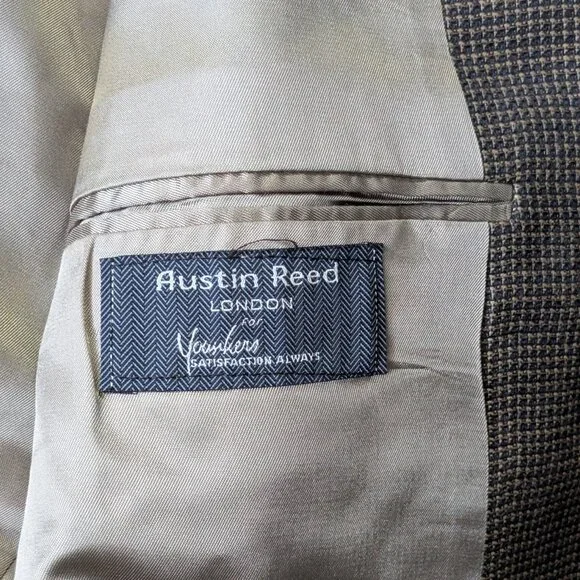 Austin Reed
LONDON
FOR
Younkers
SATISFACTION ALWAYS